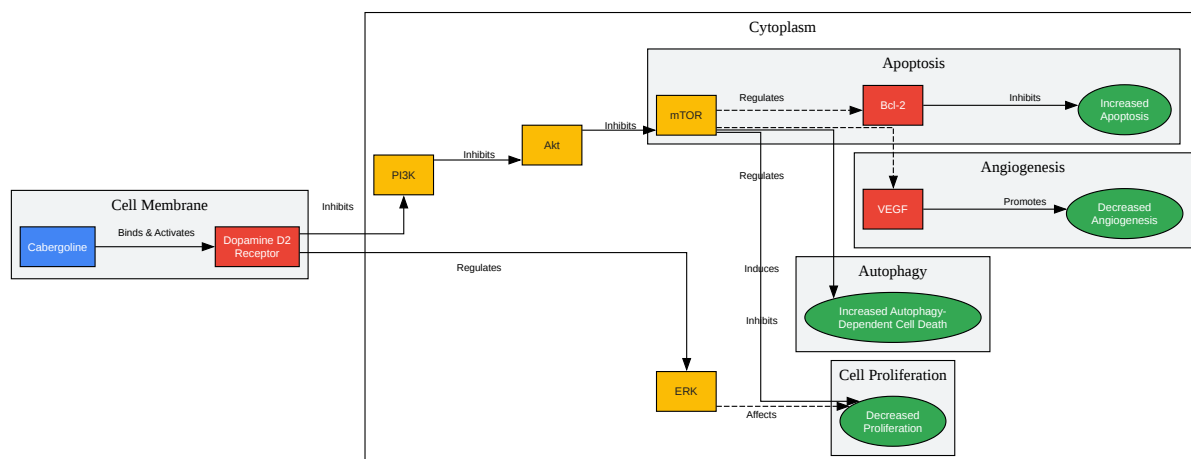 Cytoplasm
Apoptosis
Regulates
Bcl-2
Inhibits
Increased
Apoptosis
mTOR
Inhibits
Akt
Inhibits
PI3K
Angiogenesis
Regulates
VEGF
Promotes
Decreased
Angiogenesis
Cell Membrane
Inhibits
Cabergoline
Binds & Activates
Dopamine D2
Receptor
Regulates
Induces
Autophagy
Increased Autophagy-
Dependent Cell Death
Inhibits
Cell Proliferation
ERK
Affects
Decreased
Proliferation